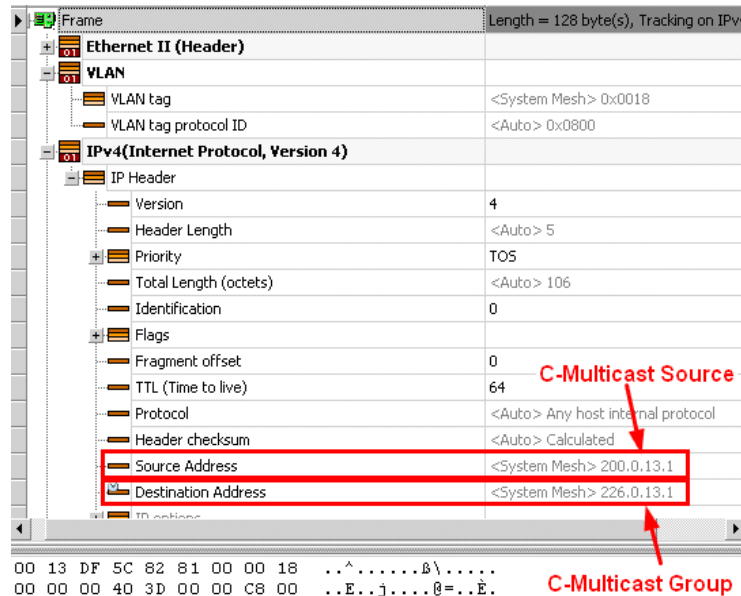 Frame Length = 128 byte(s), Tracking on IPv
Ethernet II (Header)
VLAN
VLAN tag <System Mesh> 0x0018
VLAN tag protocol ID <Auto> 0x0800
IPv4(Internet Protocol, Version 4)
IP Header
Version 4
Header Length <Auto> 5
Priority TOS
Total Length (octets) <Auto> 106
Identification 0
Flags
Fragment offset 0
C-Multicast Source
TTL (Time to live) 64
Protocol <Auto> Any host internal protocol
Header checksum <Auto> Calculated
Source Address <System Mesh> 200.0.13.1
Destination Address <System Mesh> 226.0.13.1
IP options
00 13 DF 5C 82 81 00 00 18 ..^......ß\.....
00 00 00 40 3D 00 00 C8 00 ..E..j....@=..È.
C-Multicast Group